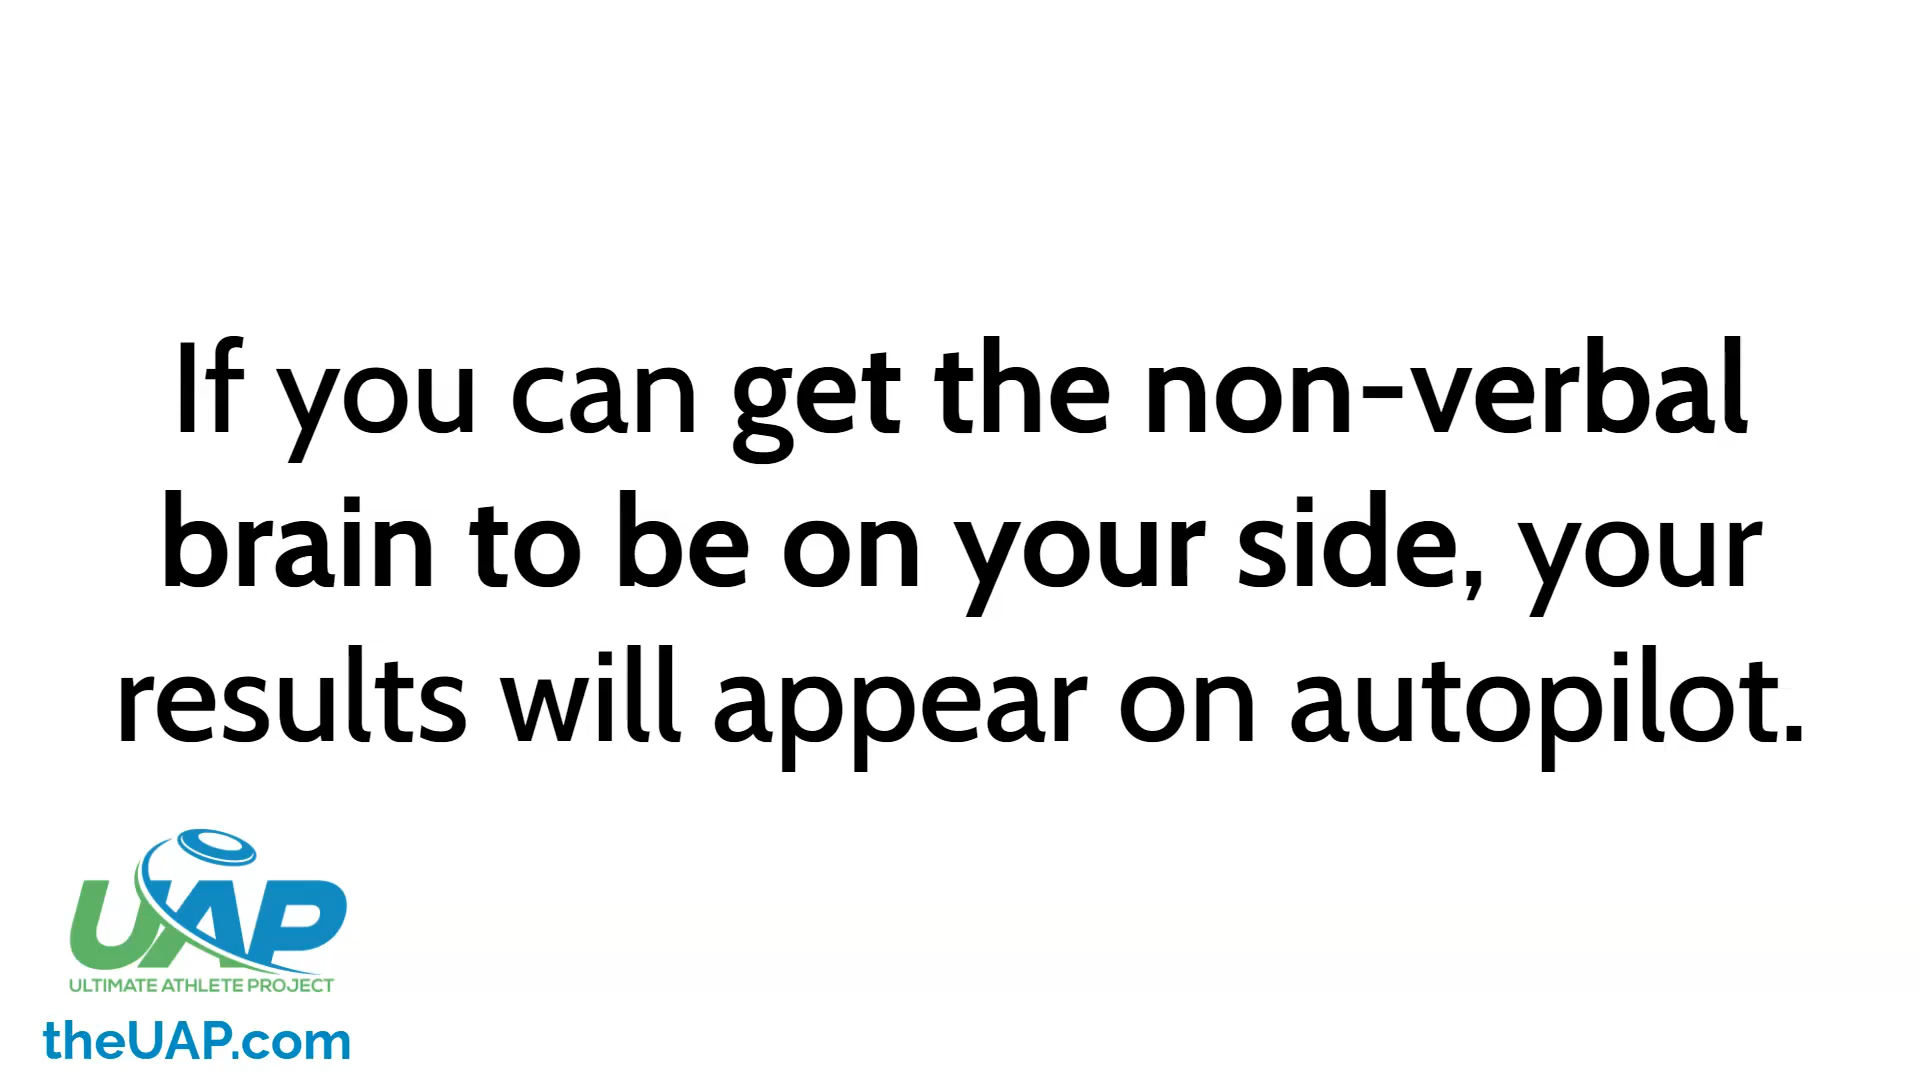 If you can get the non-verbal
brain to be on your side, your
results will appear on autopilot.
UAP
ULTIMATE ATHLETE PROJECT
theUAP.com